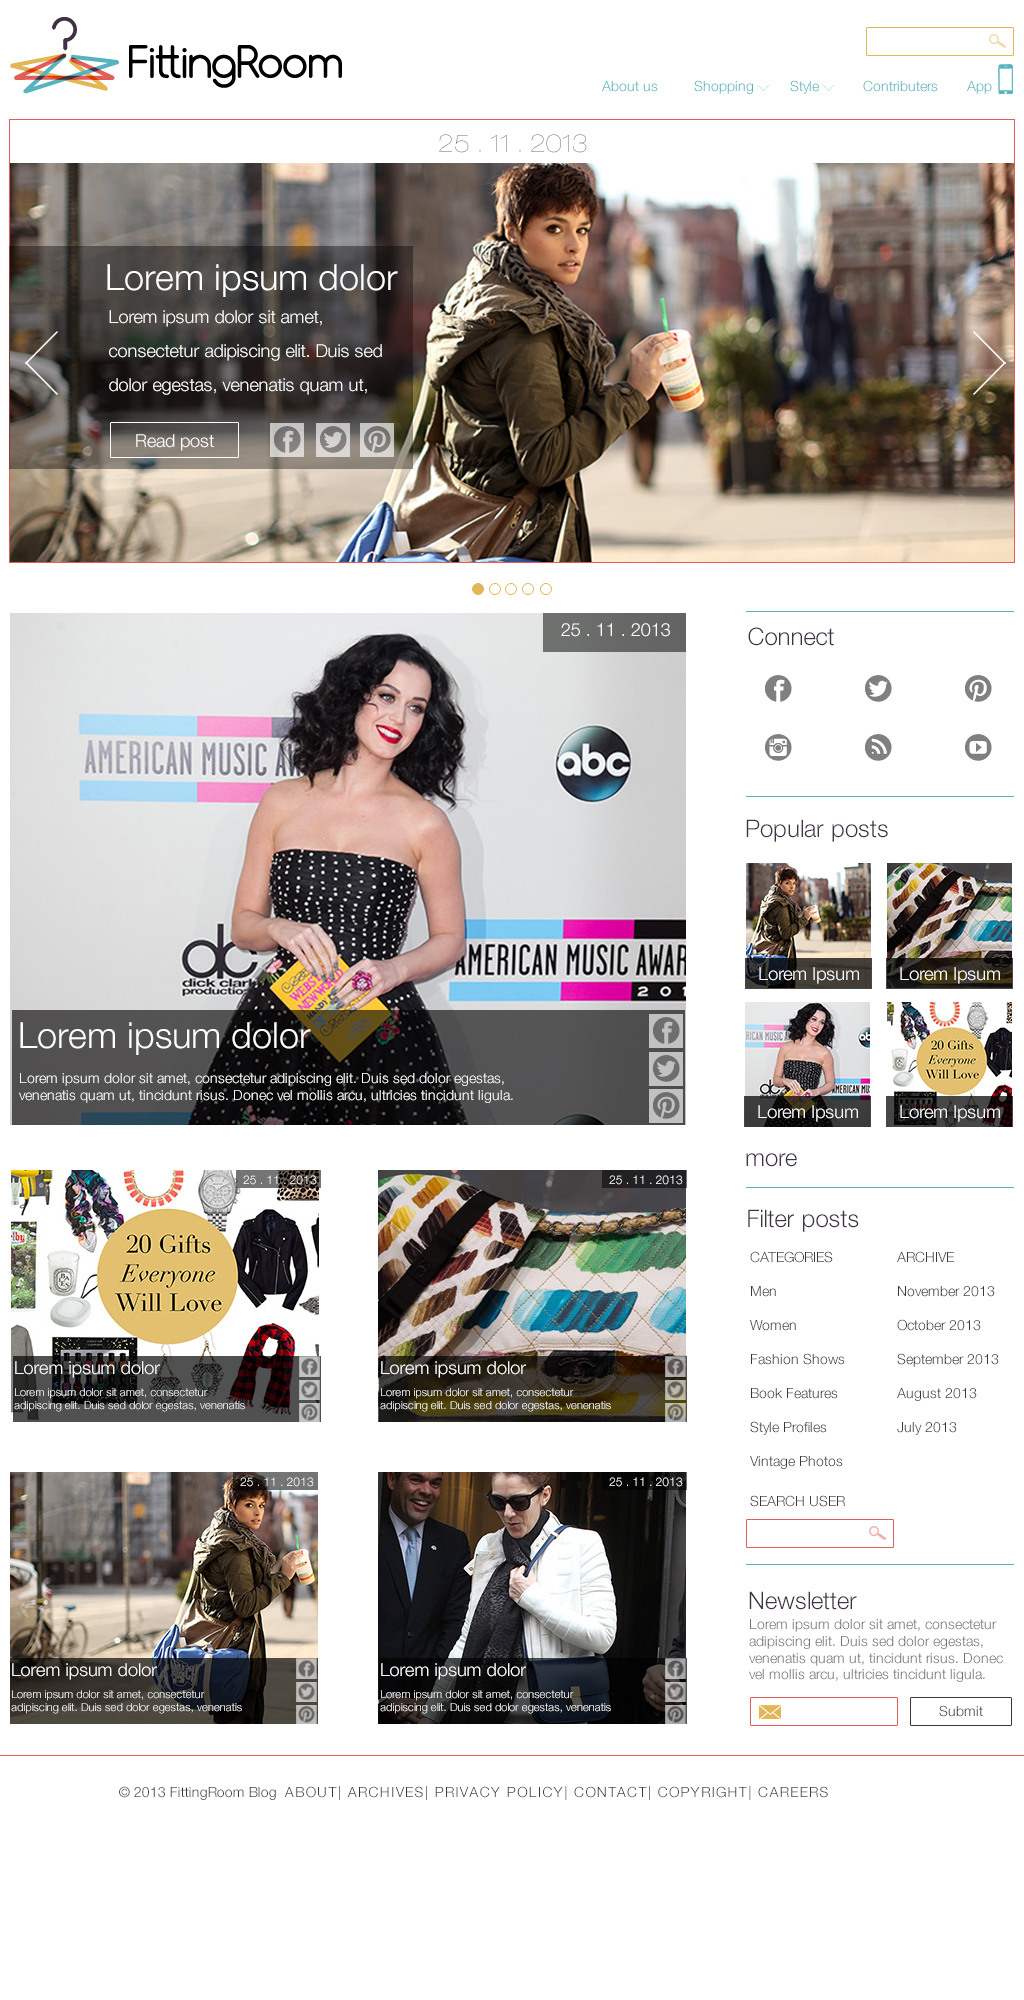 FittingRoom
About us
Shopping
Style
Contributers
App
25 . 11 . 2013
Lorem ipsum dolor
Lorem ipsum dolor sit amet,
consectetur adipiscing elit. Duis sed
dolor egestas, venenatis quam ut,
Read post
25 . 11 . 2013
AMERICAN MUSIC A
abc
dc
dick clark
productio
AMERICAN MUSIC AWAR
201
Lorem ipsum dolor
Lorem ipsum dolor sit amet, consectetur adipiscing elit. Duis sed dolor egestas,
venenatis quam ut, tincidunt risus. Donec vel mollis arcu, ultricies tincidunt ligula.
25 . 11 . 2013
20 Gifts
Everyone
Will Love
Lorem ipsum dolor
Lorem ipsum dolor sit amet, consectetur
adipiscing elit. Duis sed dolor egestas, venenatis
25 . 11 . 2013
Lorem ipsum dolor
Lorem ipsum dolor sit amet, consectetur
adipiscing elit. Duis sed dolor egestas, venenatis
25 . 11 . 2013
Lorem ipsum dolor
Lorem ipsum dolor sit amet, consectetur
adipiscing elit. Duis sed dolor egestas, venenatis
25 . 11 . 2013
Lorem ipsum dolor
Lorem ipsum dolor sit amet, consectetur
adipiscing elit. Duis sed dolor egestas, venenatis
Connect
Popular posts
Lorem Ipsum
Lorem Ipsum
Lorem Ipsum
20 Gifts
Everyone
Will Love
Lorem Ipsum
more
Filter posts
CATEGORIES
Men
Women
Fashion Shows
Book Features
Style Profiles
Vintage Photos
ARCHIVE
November 2013
October 2013
September 2013
August 2013
July 2013
SEARCH USER
Newsletter
Lorem ipsum dolor sit amet, consectetur
adipiscing elit. Duis sed dolor egestas,
venenatis quam ut, tincidunt risus. Donec
vel mollis arcu, ultricies tincidunt ligula.
Submit
© 2013 FittingRoom Blog ABOUT| ARCHIVES| PRIVACY POLICY| CONTACT| COPYRIGHT| CAREERS